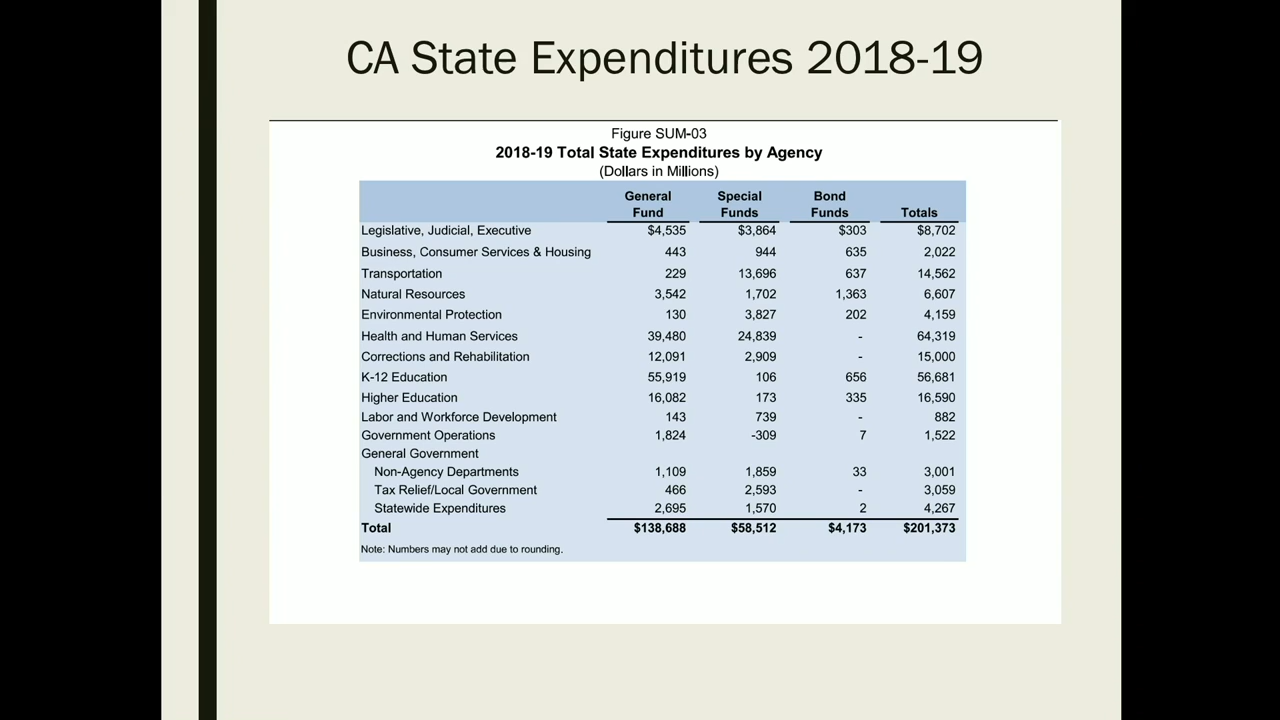 CA State Expenditures 2018-19
Figure SUM-03
2018-19 Total State Expenditures by Agency
(Dollars in Millions)
General Fund Special Funds Bond Funds Totals
Legislative, Judicial, Executive $4,535 $3,864 $303 $8,702
Business, Consumer Services & Housing 443 944 635 2,022
Transportation 229 13,696 637 14,562
Natural Resources 3,542 1,702 1,363 6,607
Environmental Protection 130 3,827 202 4,159
Health and Human Services 39,480 24,839 - 64,319
Corrections and Rehabilitation 12,091 2,909 - 15,000
K-12 Education 55,919 106 656 56,681
Higher Education 16,082 173 335 16,590
Labor and Workforce Development 143 739 - 882
Government Operations 1,824 -309 7 1,522
General Government
Non-Agency Departments 1,109 1,859 33 3,001
Tax Relief/Local Government 466 2,593 - 3,059
Statewide Expenditures 2,695 1,570 2 4,267
Total $138,688 $58,512 $4,173 $201,373
Note: Numbers may not add due to rounding.